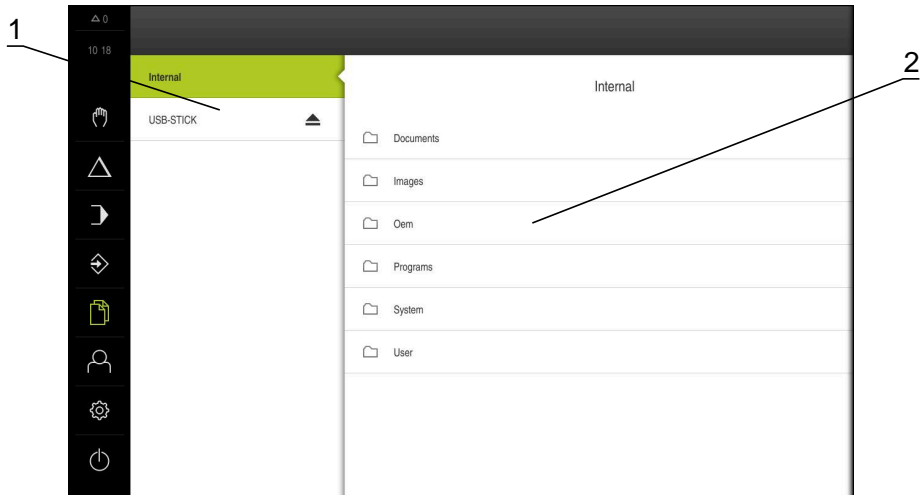 1
2
0
10 18
Internal
USB-STICK
Internal
Documents
Images
Oem
Programs
System
User